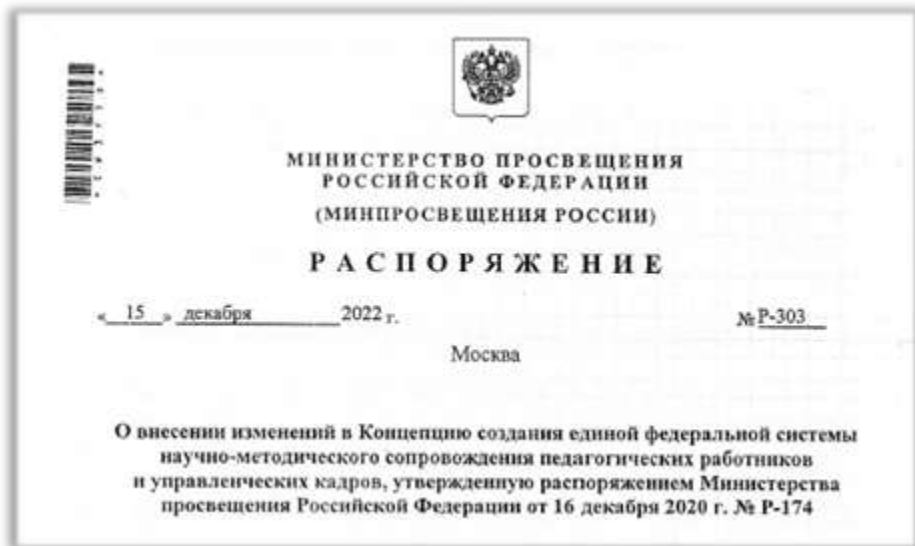 МИНИСТЕРСТВО ПРОСВЕЩЕНИЯ
РОССИЙСКОЙ ФЕДЕРАЦИИ
(МИНПРОСВЕЩЕНИЯ РОССИИ)
РАСПОРЯЖЕНИЕ
« 15 » декабря 2022 г.
№ Р-303
Москва
О внесении изменений в Концепцию создания единой федеральной системы
научно-методического сопровождения педагогических работников
и управленческих кадров, утвержденную распоряжением Министерства
просвещения Российской Федерации от 16 декабря 2020 г. № Р-174